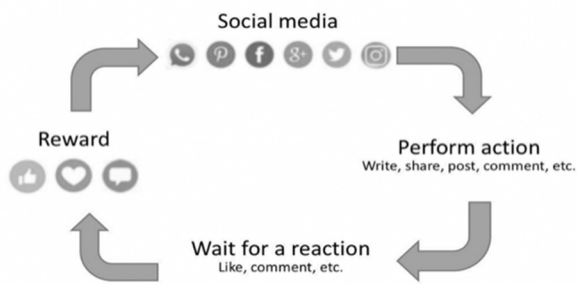 Social media
Perform action
Write, share, post, comment, etc.
Wait for a reaction
Like, comment, etc.
Reward